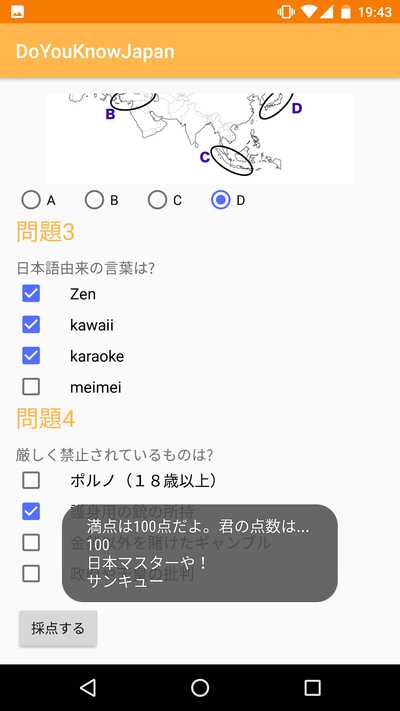 19:43
DoYouKnowJapan
B
D
C
A
B
C
D
問題3
日本語由来の言葉は?
Zen
kawaii
karaoke
meimei
問題4
厳しく禁止されているものは?
ポルノ（１８歳以上）
護身用の銃の所持
満点は100点だよ。君の点数は...
100
日本マスターや！
サンキュー
以外を賭けたギャンブル
の批判
採点する